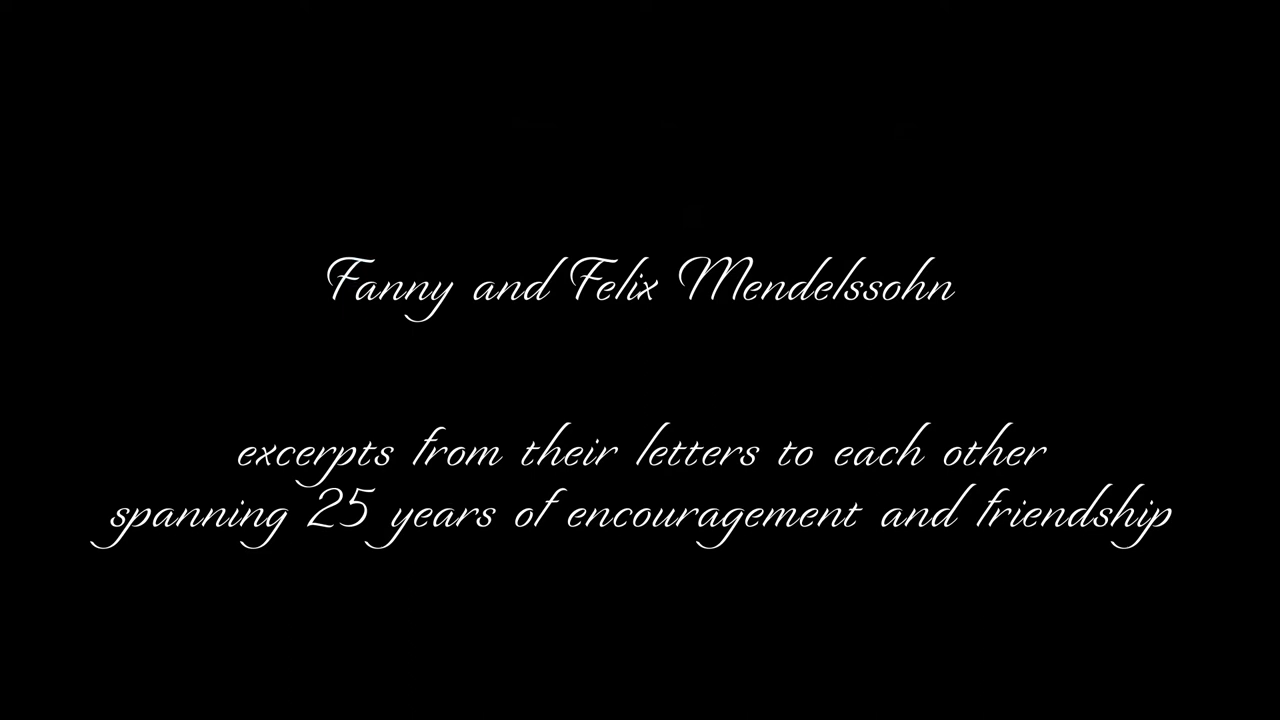 Fanny and Felix Mendelssohn
excerpts from their letters to each other
spanning 25 years of encouragement and friendship